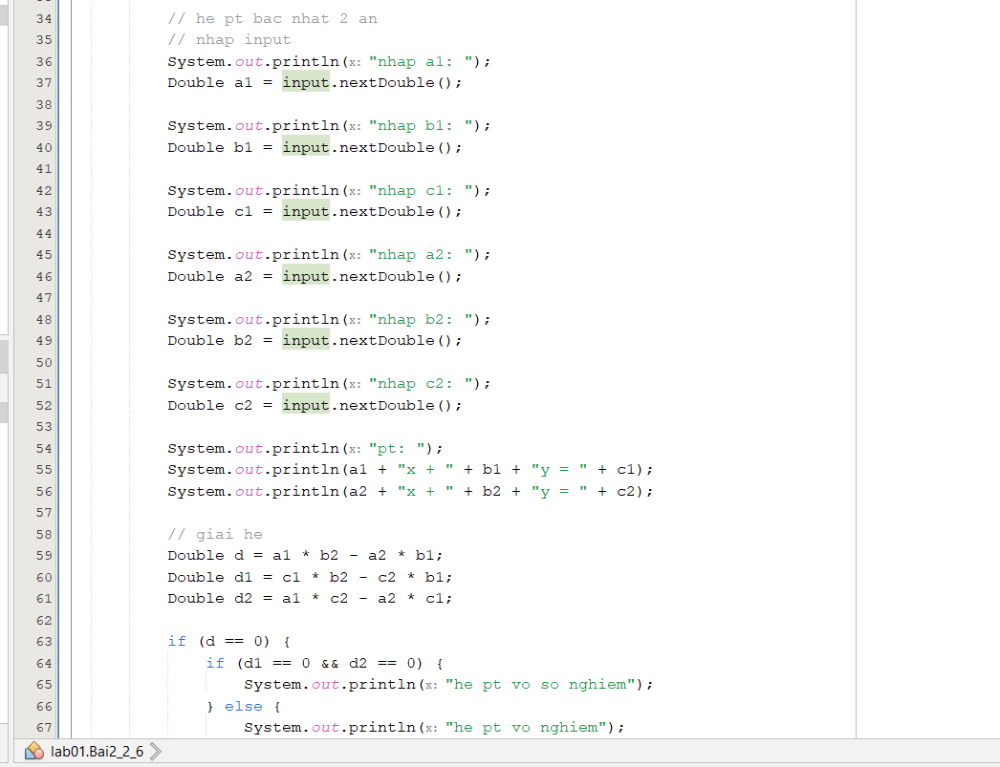 34 // he pt bac nhat 2 an
35 // nhap input
36 System.out.println(x: "nhap a1: ");
37 Double a1 = input.nextDouble();
38
39 System.out.println(x: "nhap b1: ");
40 Double b1 = input.nextDouble();
41
42 System.out.println(x: "nhap c1: ");
43 Double c1 = input.nextDouble();
44
45 System.out.println(x: "nhap a2: ");
46 Double a2 = input.nextDouble();
47
48 System.out.println(x: "nhap b2: ");
49 Double b2 = input.nextDouble();
50
51 System.out.println(x: "nhap c2: ");
52 Double c2 = input.nextDouble();
53
54 System.out.println(x: "pt: ");
55 System.out.println(a1 + "x + " + b1 + "y = " + c1);
56 System.out.println(a2 + "x + " + b2 + "y = " + c2);
57
58 // giai he
59 Double d = a1 * b2 - a2 * b1;
60 Double d1 = c1 * b2 - c2 * b1;
61 Double d2 = a1 * c2 - a2 * c1;
62
63 if (d == 0) {
64 if (d1 == 0 && d2 == 0) {
65 System.out.println(x: "he pt vo so nghiem");
66 } else {
67 System.out.println(x: "he pt vo nghiem");
lab01.Bai2_2_6